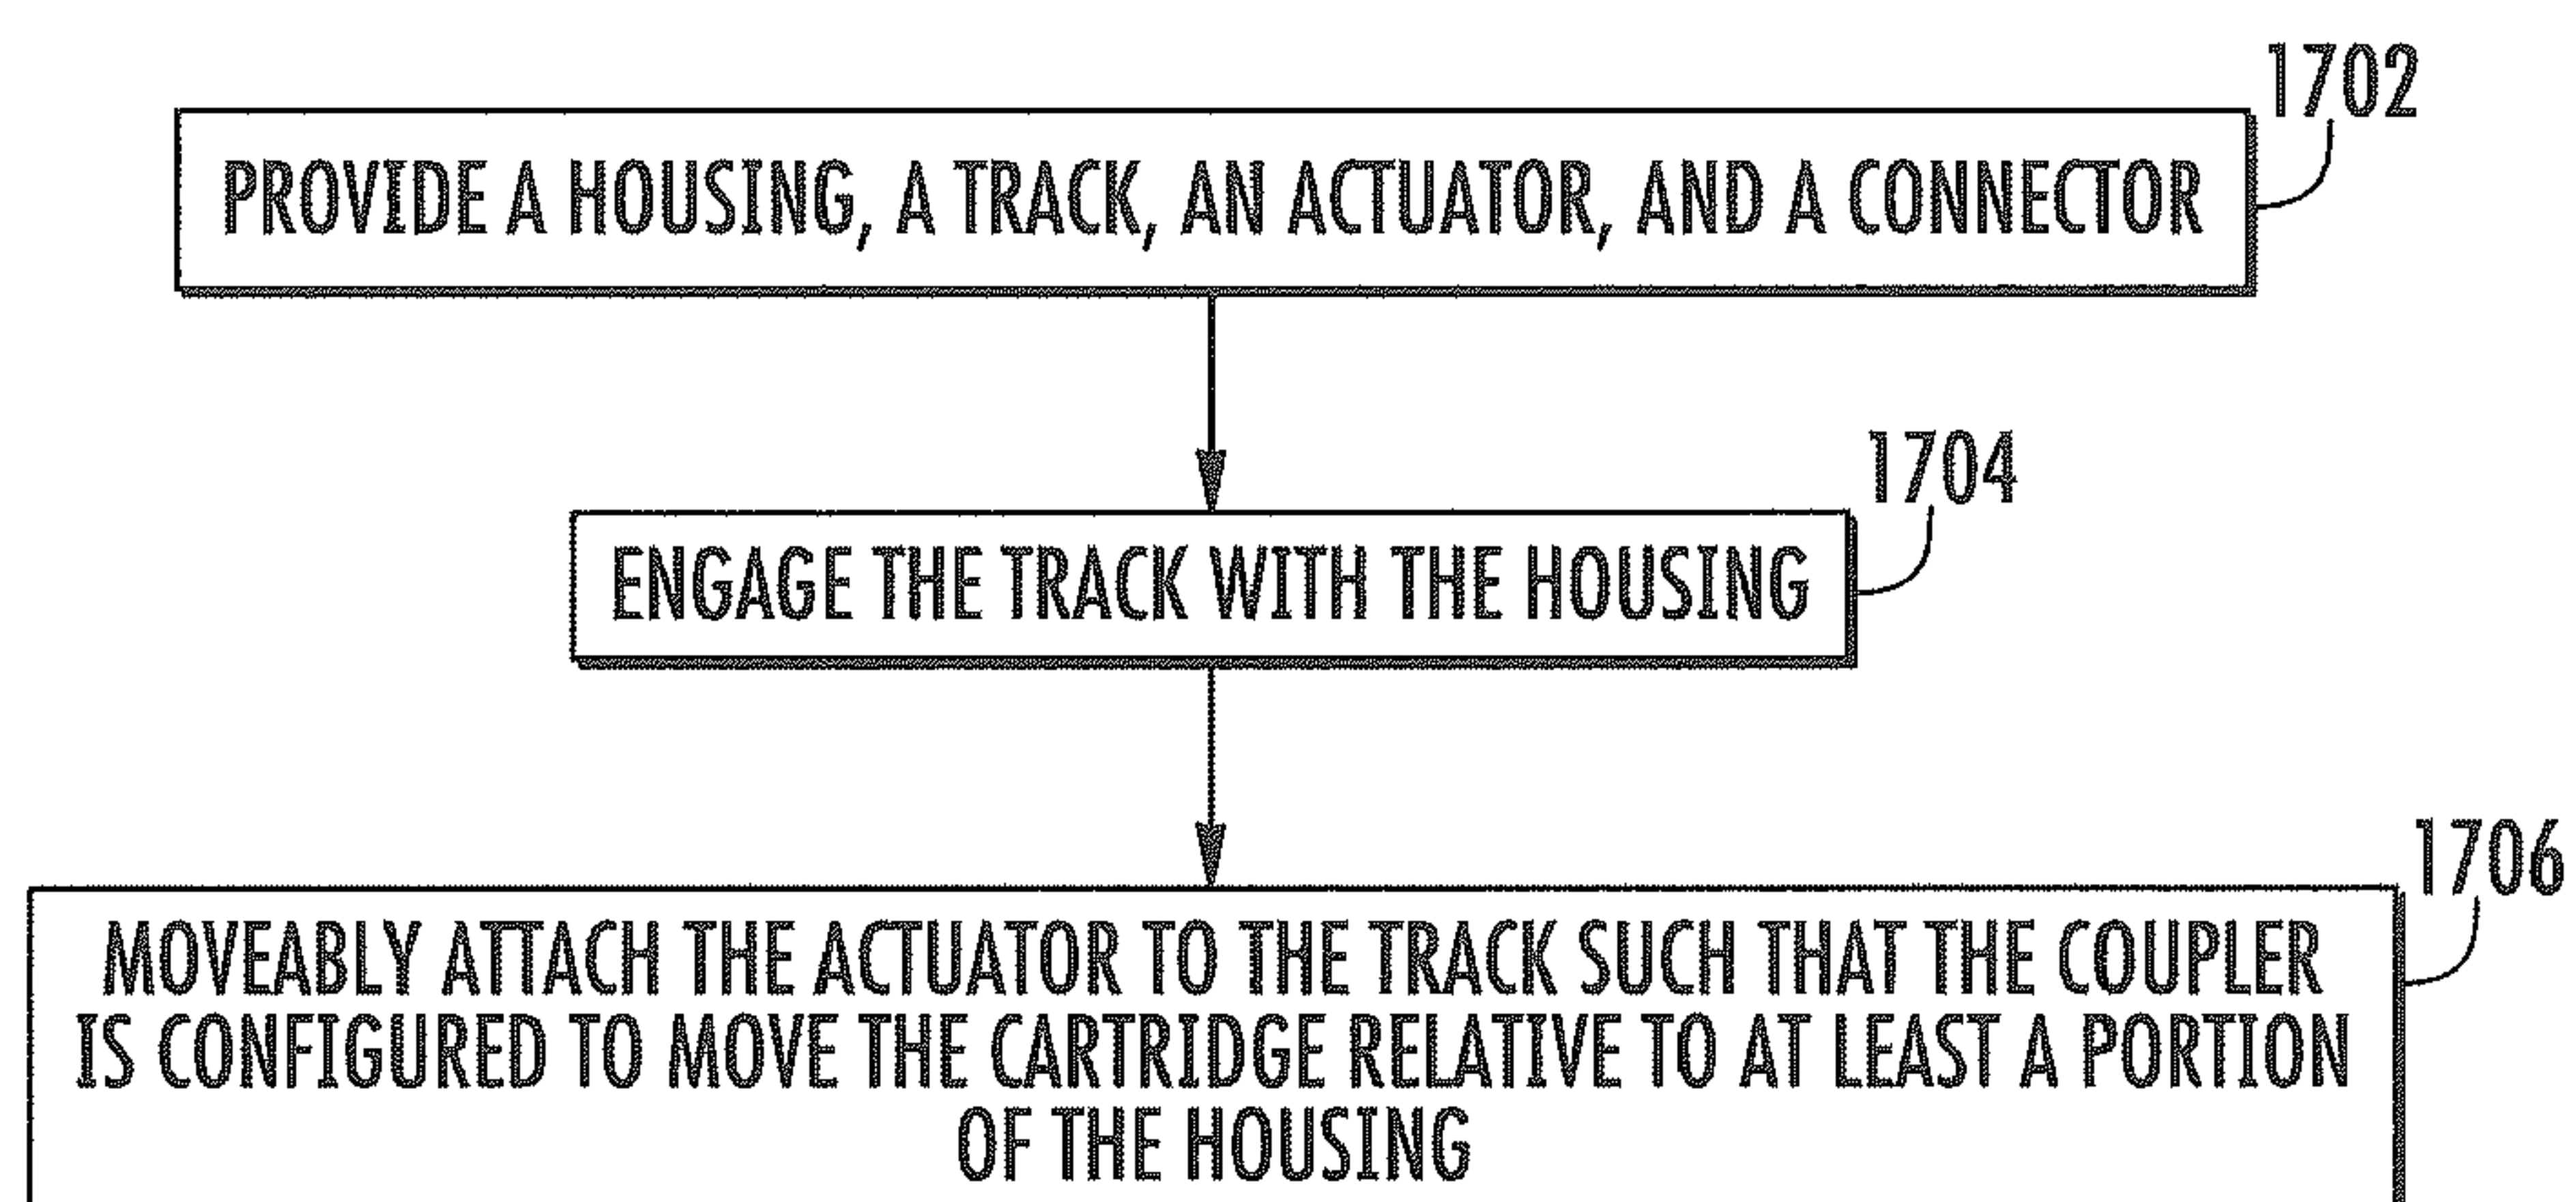 1702
PROVIDE A HOUSING, A TRACK, AN ACTUATOR, AND A CONNECTOR
1704
ENGAGE THE TRACK WITH THE HOUSING
1706
MOVEABLY ATTACH THE ACTUATOR TO THE TRACK SUCH THAT THE COUPLER
IS CONFIGURED TO MOVE THE CARTRIDGE RELATIVE TO AT LEAST A PORTION
OF THE HOUSING